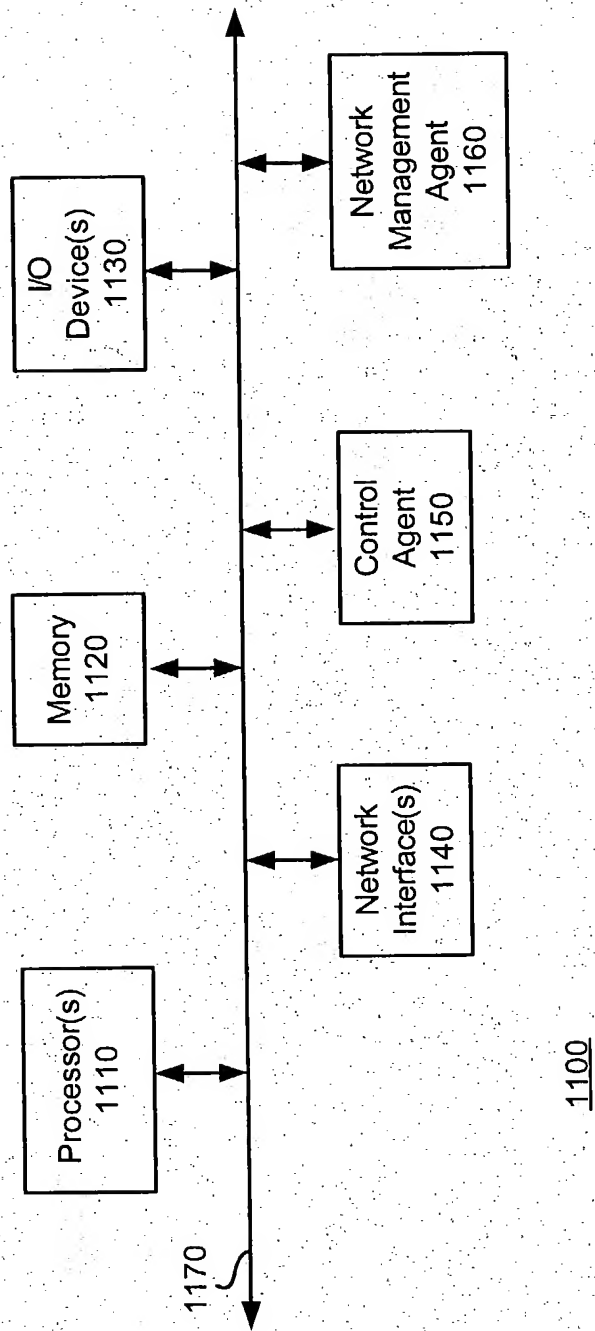 Processor(s)
1110
Memory
1120
I/O
Device(s)
1130
1170
Network
Interface(s)
1140
Control
Agent
1150
Network
Management
Agent
1160
1100